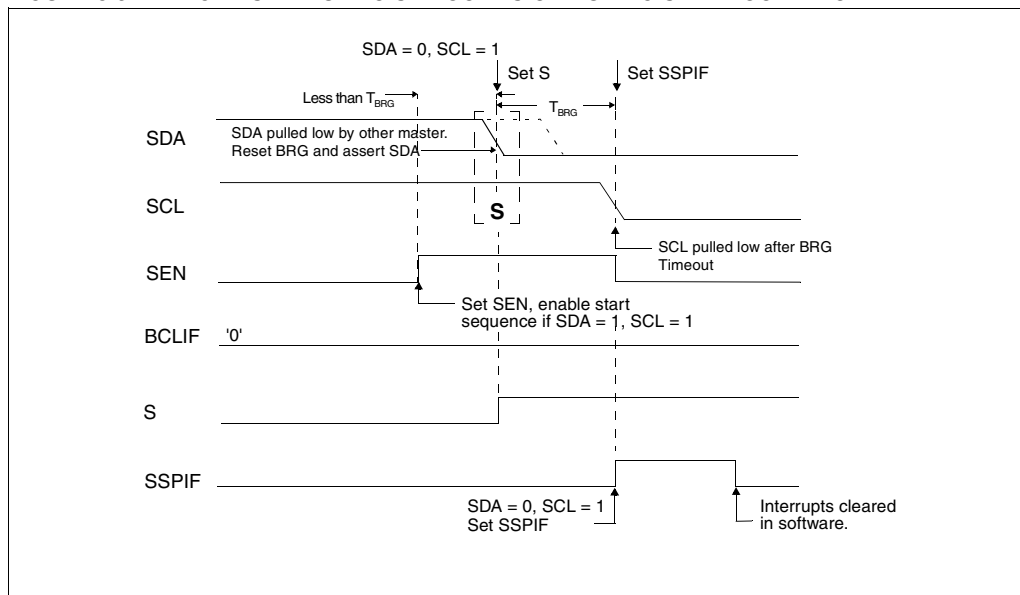 SDA = 0, SCL = 1
Set S
Set SSPIF
Less than TBRG
TBRG
SDA
SDA pulled low by other master.
Reset BRG and assert SDA
SCL
S
SCL pulled low after BRG
Timeout
SEN
Set SEN, enable start
sequence if SDA = 1, SCL = 1
BCLIF
'0'
S
SSPIF
SDA = 0, SCL = 1
Set SSPIF
Interrupts cleared
in software.